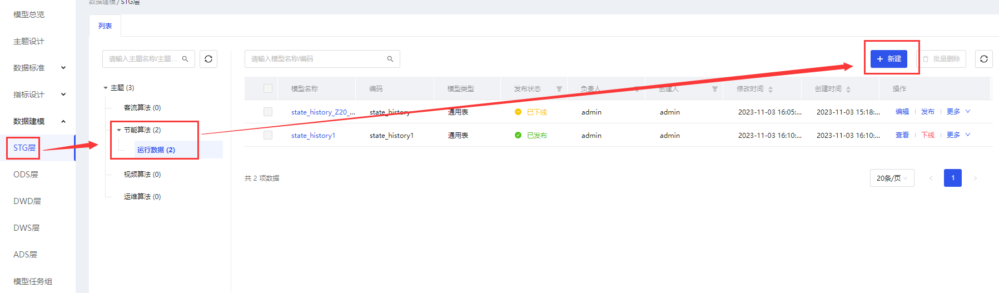 数据建模 / STG层
模型总览
主题设计
数据标准
指标设计
数据建模
STG层
ODS层
DWD层
DWS层
ADS层
模型任务组
列表
请输入主题名称/主题...
主题 (3)
客流算法 (0)
节能算法 (2)
运行数据 (2)
视频算法 (0)
运维算法 (0)
请输入模型名称/编码
新建
批量删除
模型名称 编码 模型类型 发布状态 负责人 创建人 修改时间 创建时间 操作
state_history_Z20_... state_history 通用表 已下线 admin admin 2023-11-03 16:05:... 2023-11-03 15:18:... 编辑 发布 更多
state_history1 state_history1 通用表 已发布 admin admin 2023-11-03 16:10:... 2023-11-03 16:10:... 查看 下线 更多
共 2 项数据
20条/页
1